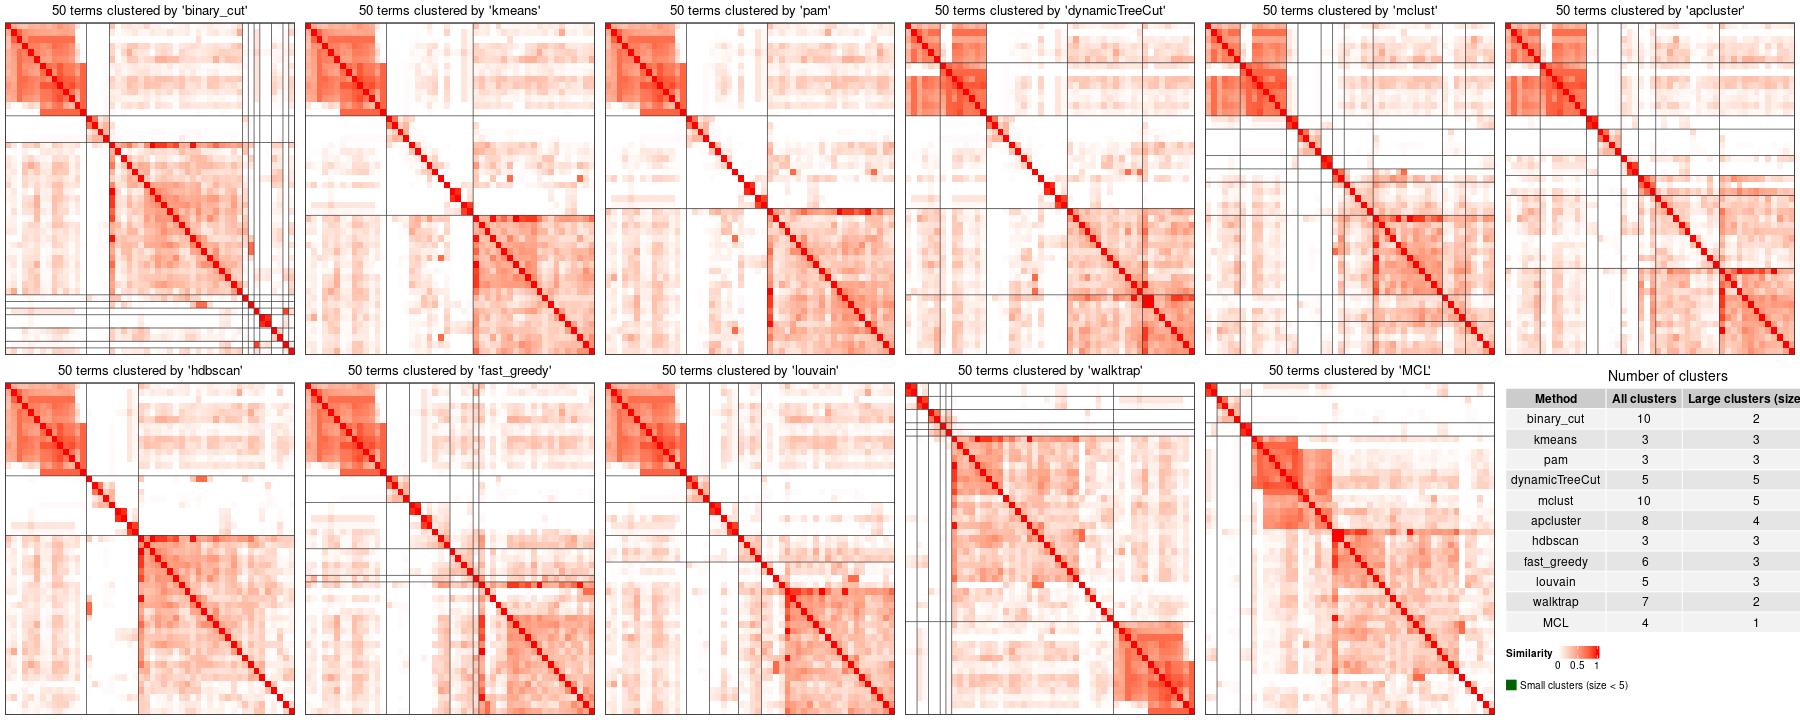 50 terms clustered by 'binary_cut'
50 terms clustered by 'kmeans'
50 terms clustered by 'pam'
50 terms clustered by 'dynamicTreeCut'
50 terms clustered by 'mclust'
50 terms clustered by 'apcluster'
50 terms clustered by 'hdbscan'
50 terms clustered by 'fast_greedy'
50 terms clustered by 'louvain'
50 terms clustered by 'walktrap'
50 terms clustered by 'MCL'
Number of clusters
Method All clusters Large clusters (size
binary_cut 10 2
kmeans 3 3
pam 3 3
dynamicTreeCut 5 5
mclust 10 5
apcluster 8 4
hdbscan 3 3
fast_greedy 6 3
louvain 5 3
walktrap 7 2
MCL 4 1
Similarity
0 0.5 1
Small clusters (size < 5)